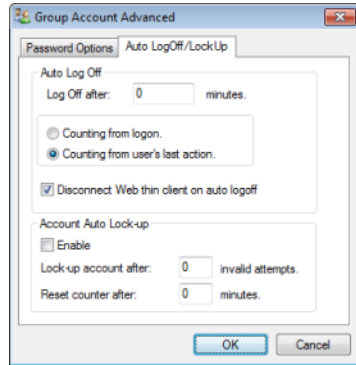 Group Account Advanced
Password Options Auto LogOff/LockUp
Auto Log Off
Log Off after: 0 minutes.
Counting from logon.
Counting from user's last action.
Disconnect Web thin client on auto logoff
Account Auto Lock-up
Enable
Lock-up account after: 0 invalid attempts.
Reset counter after: 0 minutes.
OK Cancel